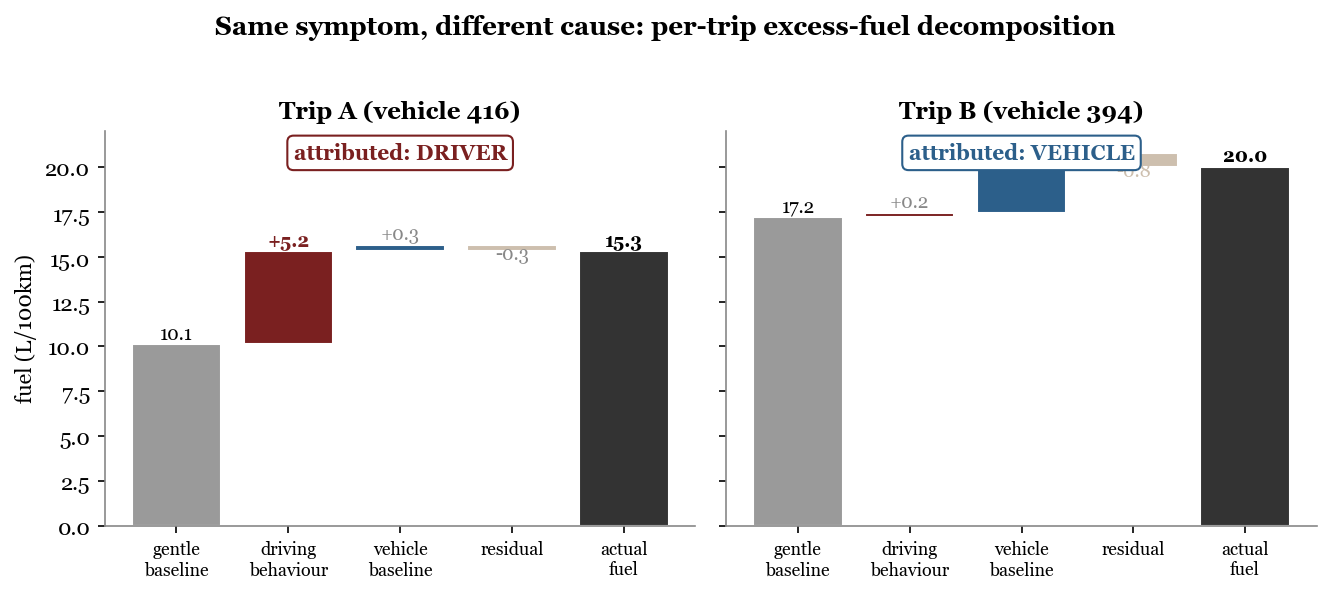 Same symptom, different cause: per-trip excess-fuel decomposition
Trip A (vehicle 416)
attributed: DRIVER
fuel (L/100km)
20.0
17.5
15.0
12.5
10.0
7.5
5.0
2.5
0.0
10.1
+5.2
+0.3
-0.3
15.3
gentle baseline
driving behaviour
vehicle baseline
residual
actual fuel
Trip B (vehicle 394)
attributed: VEHICLE
17.2
+0.2
-0.8
20.0
gentle baseline
driving behaviour
vehicle baseline
residual
actual fuel